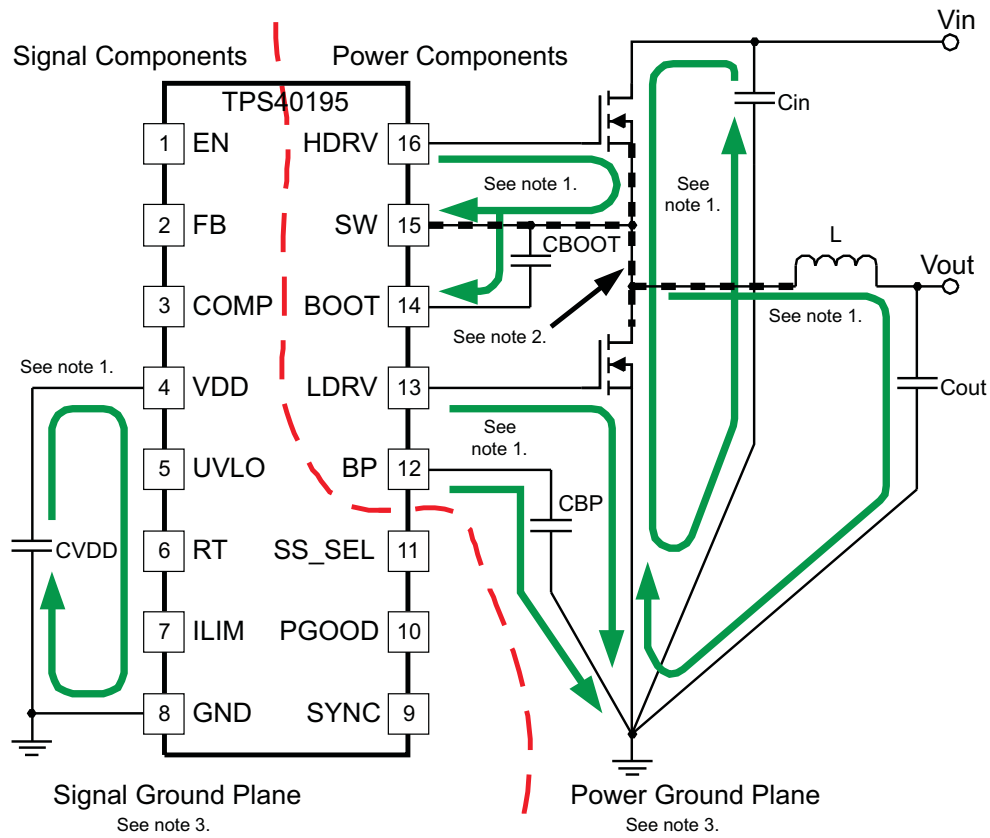 Vin
Signal Components
Power Components
TPS40195
Cin
1 EN
HDRV 16
See note 1.
See
note 1.
2 FB
SW 15
CBOOT
L
Vout
3 COMP
BOOT 14
See note 2.
See note 1.
See note 1.
4 VDD
LDRV 13
Cout
See
note 1.
5 UVLO
BP 12
CBP
CVDD
6 RT
SS_SEL 11
7 ILIM
PGOOD 10
8 GND
SYNC 9
Signal Ground Plane
See note 3.
Power Ground Plane
See note 3.